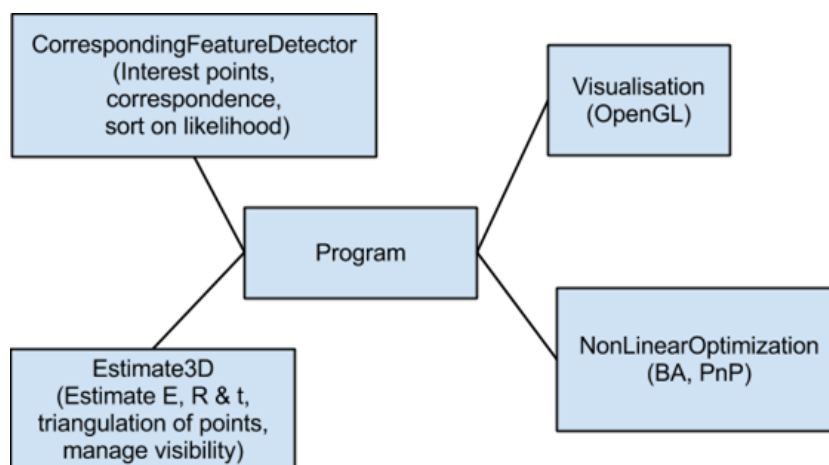 CorrespondingFeatureDetector
(Interest points,
correspondence,
sort on likelihood)
Visualisation
(OpenGL)
Program
Estimate3D
(Estimate E, R & t,
triangulation of points,
manage visibility)
NonLinearOptimization
(BA, PnP)